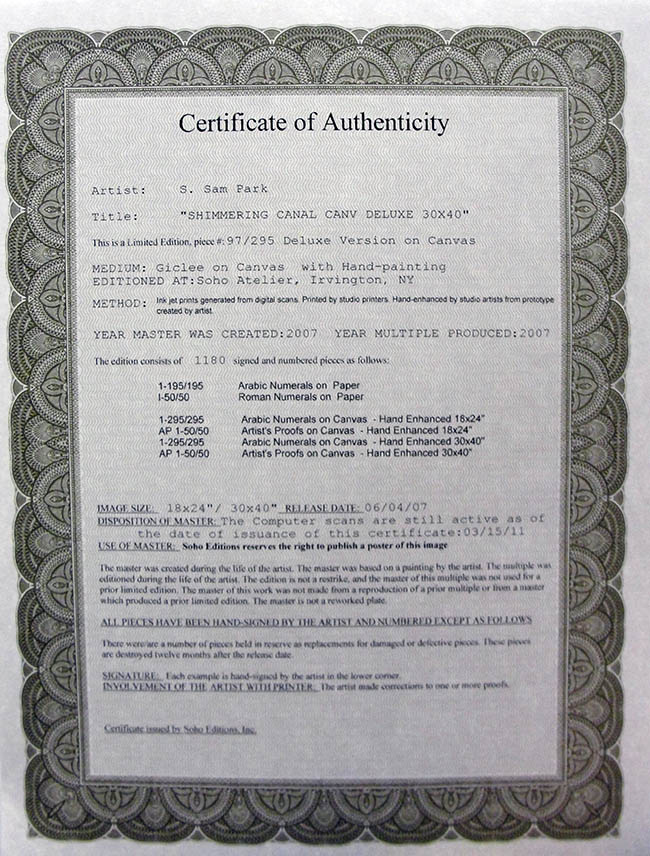 Certificate of Authenticity
Artist: S. Sam Park
Title: "SHIMMERING CANAL CANV DELUXE 30X40"
This is a Limited Edition, piece #: 97/295 Deluxe Version on Canvas
MEDIUM: Giclee on Canvas with Hand-painting
EDITIONED AT:Soho Atelier, Irvington, NY
METHOD: Ink jet prints generated from digital scans. Printed by studio printers. Hand-enhanced by studio artists from prototype
created by artist.
YEAR MASTER WAS CREATED:2007 YEAR MULTIPLE PRODUCED:2007
The edition consists of 1180 signed and numbered pieces as follows:
1-195/195 Arabic Numerals on Paper
I-50/50 Roman Numerals on Paper
1-295/295 Arabic Numerals on Canvas - Hand Enhanced 18x24"
AP 1-50/50 Artist's Proofs on Canvas - Hand Enhanced 18x24"
1-295/295 Arabic Numerals on Canvas - Hand Enhanced 30x40"
AP 1-50/50 Artist's Proofs on Canvas - Hand Enhanced 30x40"
IMAGE SIZE: 18x24"/ 30x40" RELEASE DATE: 06/04/07
DISPOSITION OF MASTER: The Computer scans are still active as of
the date of issuance of this certificate:03/15/11
USE OF MASTER: Soho Editions reserves the right to publish a poster of this image
The master was created during the life of the artist. The master was based on a painting by the artist. The multiple was
editioned during the life of the artist. The edition is not a restrike, and the master of this multiple was not used for a
prior limited edition. The master of this work was not made from a reproduction of a prior multiple or from a master
which produced a prior limited edition. The master is not a reworked plate.
ALL PIECES HAVE BEEN HAND-SIGNED BY THE ARTIST AND NUMBERED EXCEPT AS FOLLOWS
There were/are a number of pieces held in reserve as replacements for damaged or defective pieces. These pieces
are destroyed twelve months after the release date.
SIGNATURE: Each example is hand-signed by the artist in the lower corner.
INVOLVEMENT OF THE ARTIST WITH PRINTER: The artist made corrections to one or more proofs.
Certificate issued by Soho Editions, Inc.